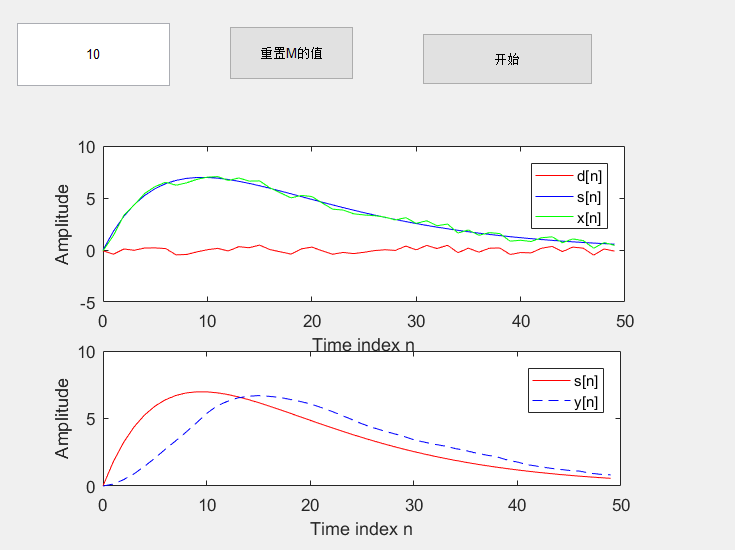 10
重置M的值
开始
10
5
0
-5
Amplitude
d[n]
s[n]
x[n]
0 10 20 30 40 50
Time index n
10
5
0
Amplitude
s[n]
y[n]
0 10 20 30 40 50
Time index n